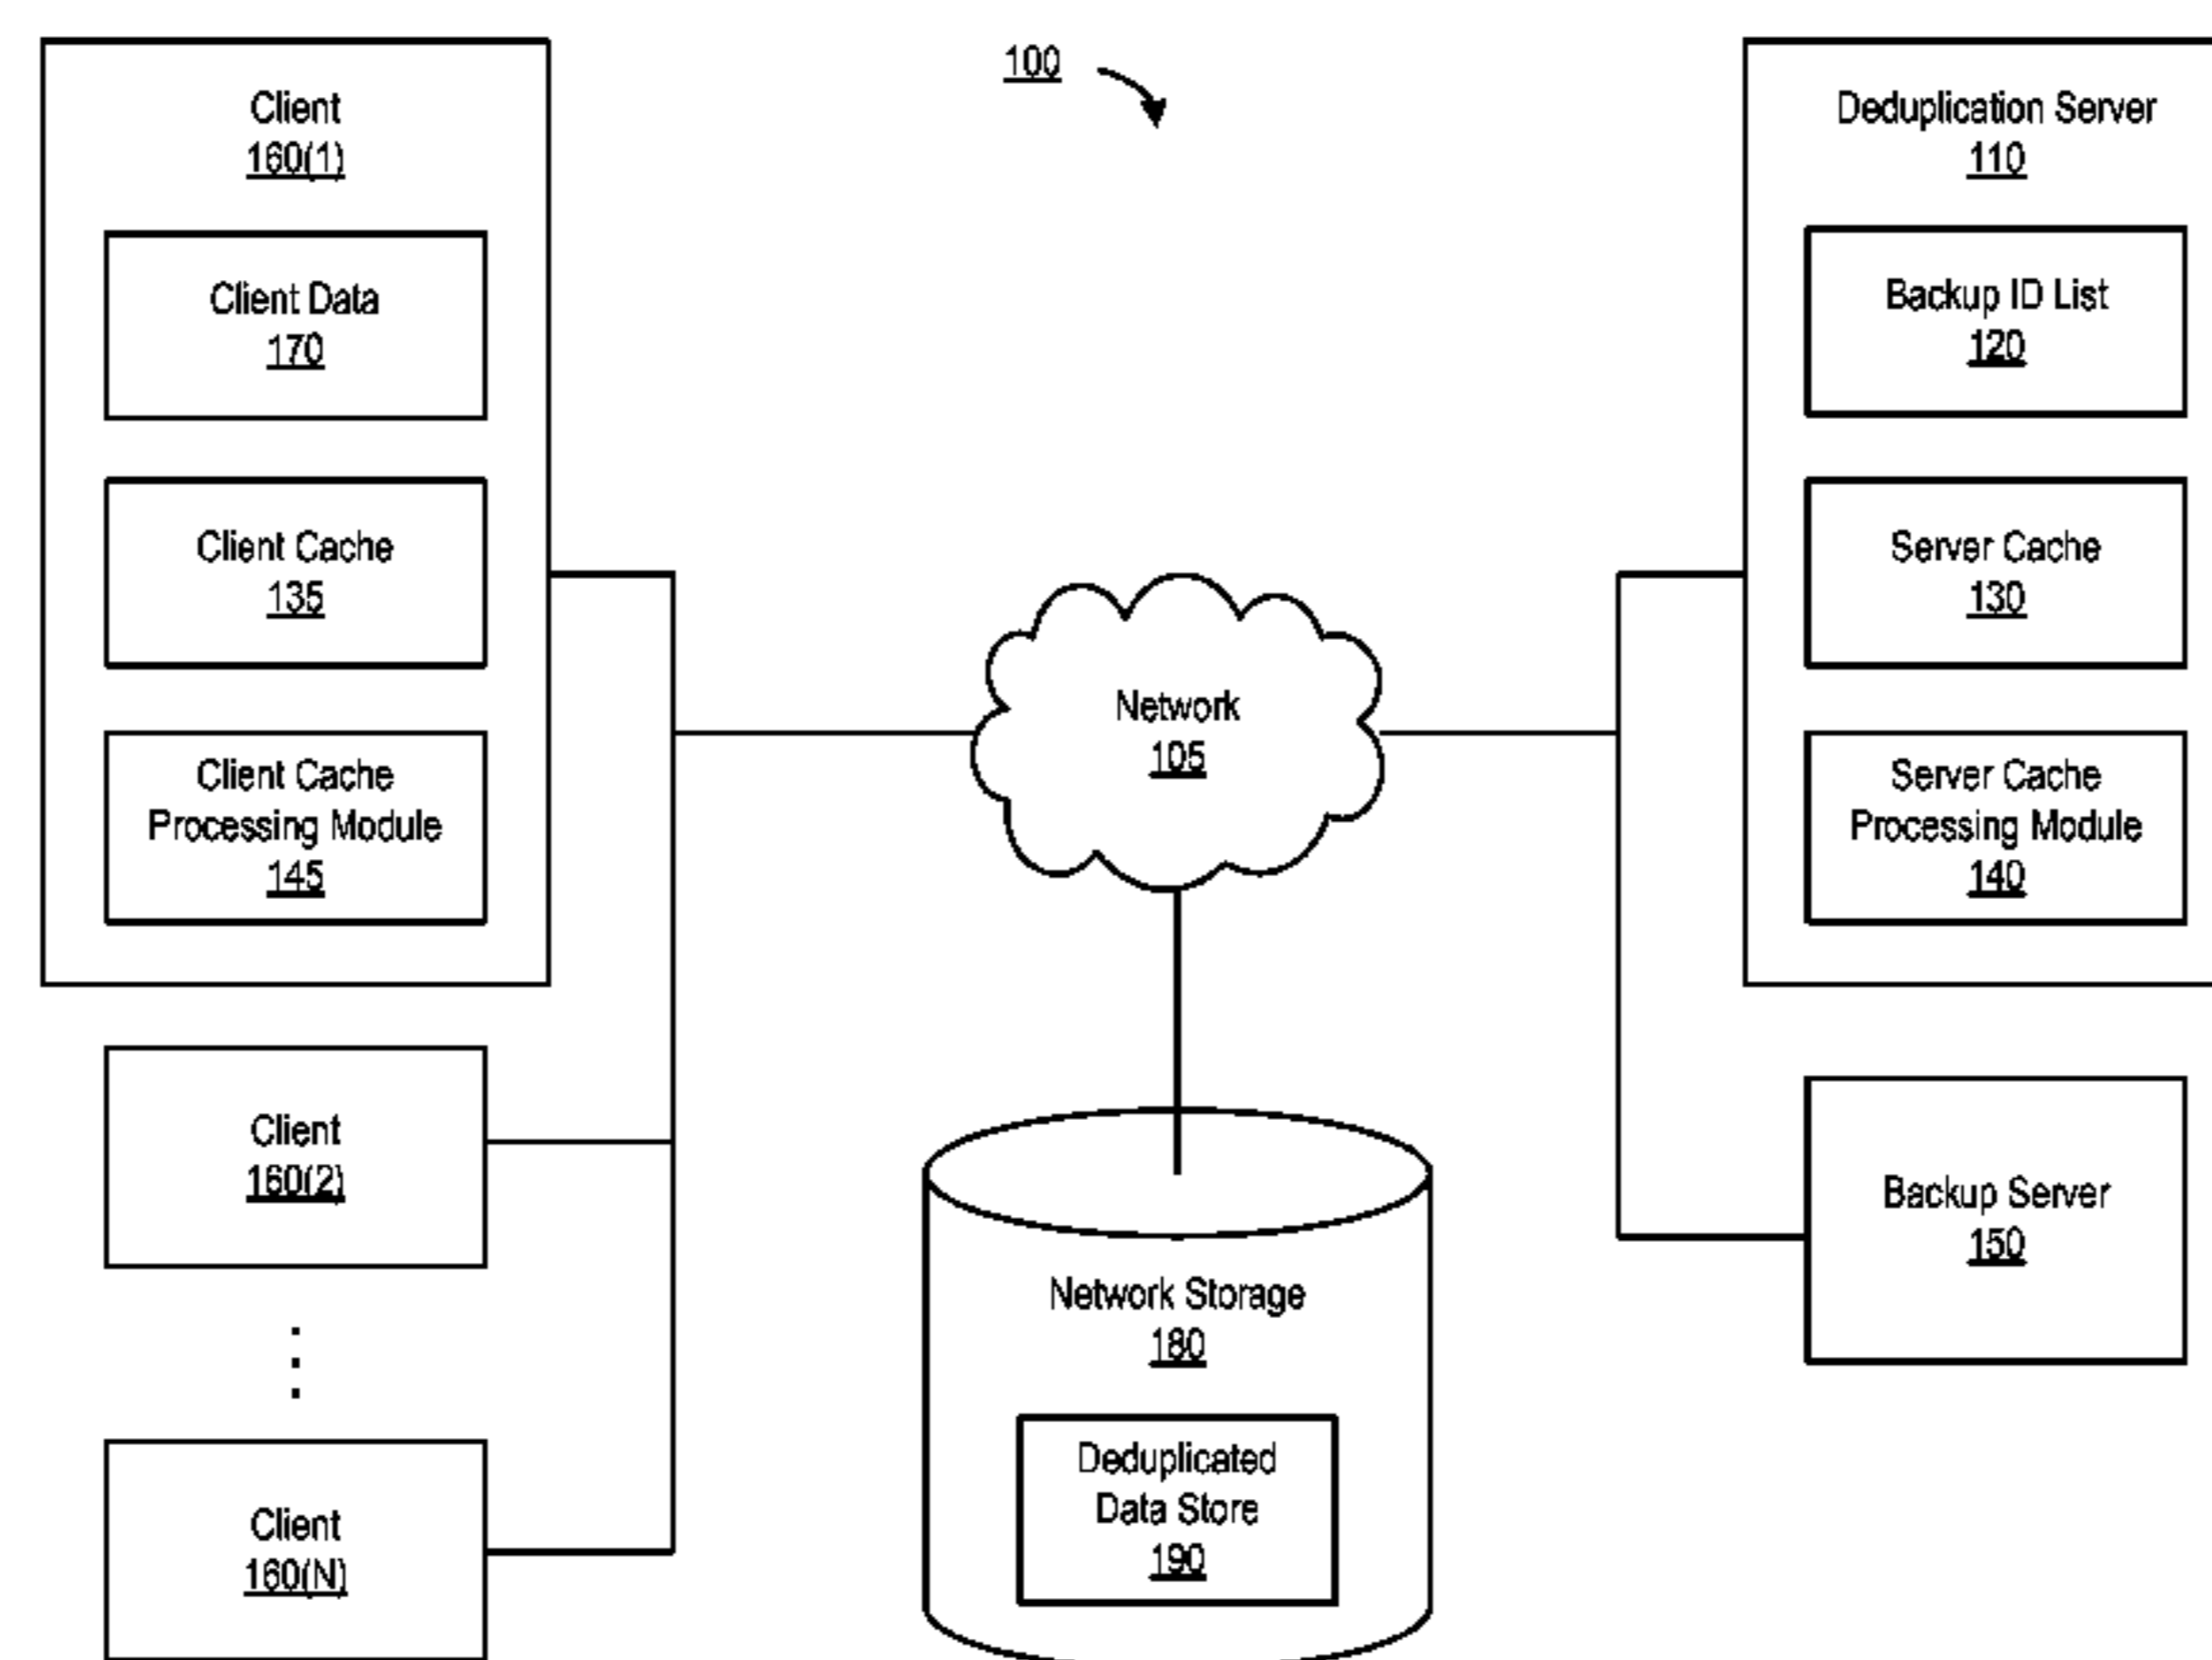 100
Client
160(1)
Client Data
170
Client Cache
135
Client Cache
Processing Module
145
Client
160(2)
Client
160(N)
Network
105
Network Storage
180
Deduplicated
Data Store
190
Deduplication Server
110
Backup ID List
120
Server Cache
130
Server Cache
Processing Module
140
Backup Server
150